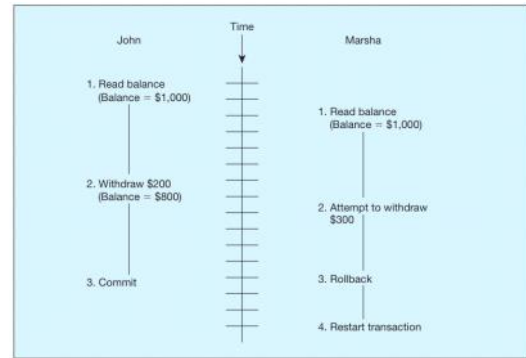 Time
John
Marsha
1. Read balance
(Balance = $1,000)
1. Read balance
(Balance = $1,000)
2. Withdraw $200
(Balance = $800)
2. Attempt to withdraw
$300
3. Commit
3. Rollback
4. Restart transaction